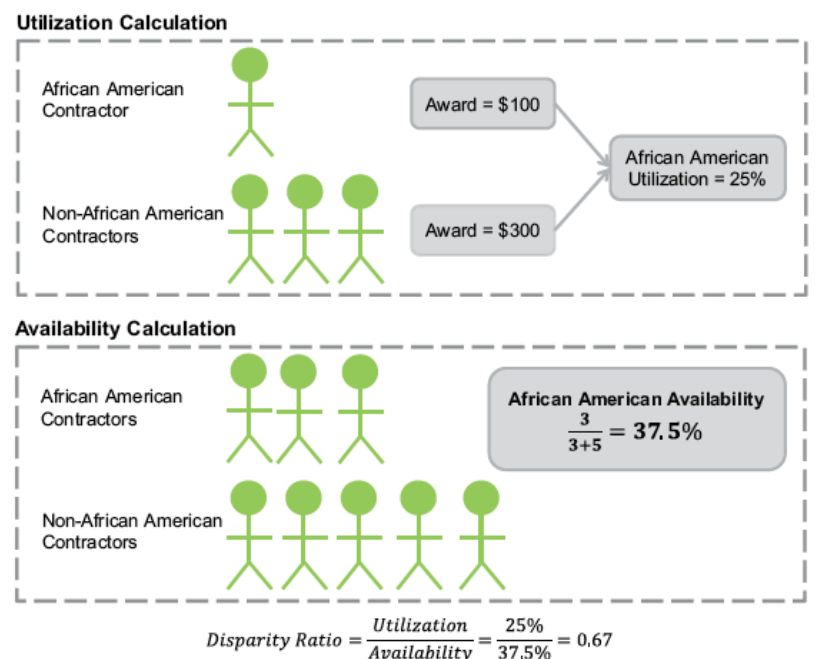 Utilization Calculation
African American
Contractor
Award = $100
African American
Utilization = 25%
Non-African American
Contractors
Award = $300
Availability Calculation
African American
Contractors
African American Availability
3
3+5
= 37.5%
Non-African American
Contractors
Disparity Ratio = Utilization / Availability = 25% / 37.5% = 0.67